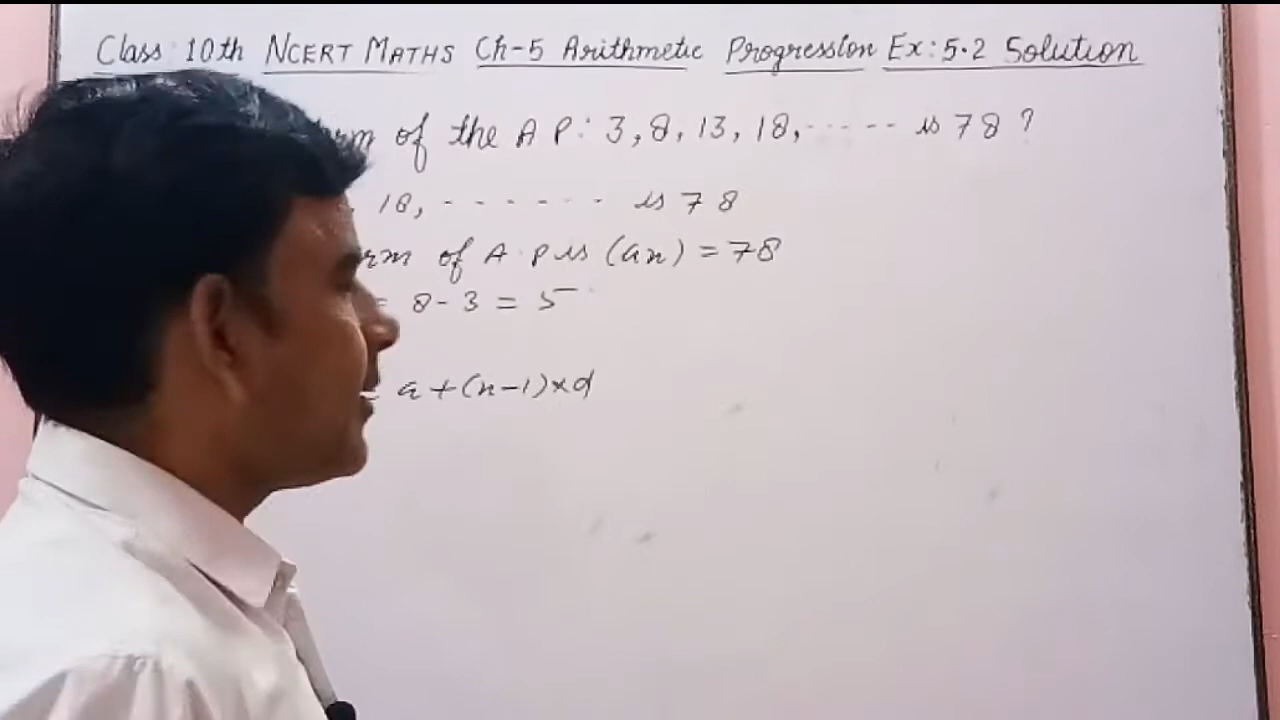 Class 10th NCERT MATHS Ch-5 Arithmetic Progression Ex: 5.2 Solution
of the A P: 3, 8, 13, 18, ----- is 78 ?
18, ------- is 78
of A.P is (an) = 78
= 8 - 3 = 5
= a + (n-1) × d